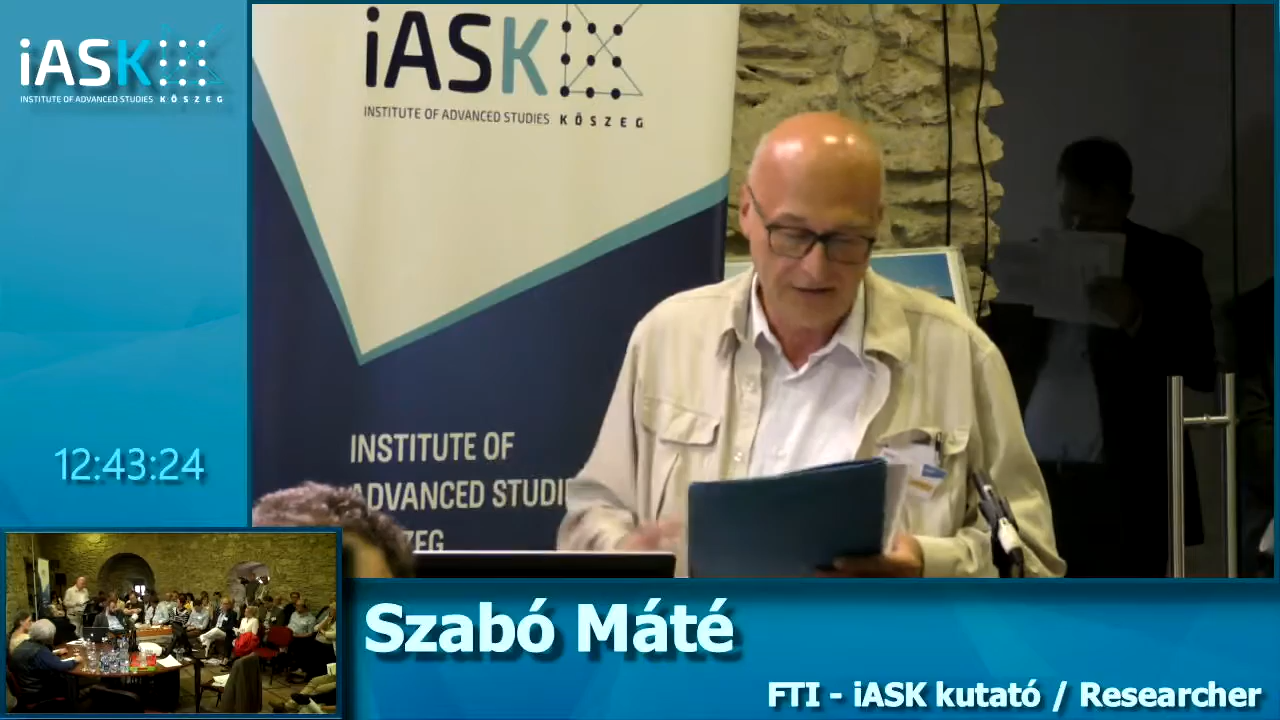 iASK
INSTITUTE OF ADVANCED STUDIES KŐSZEG
iASK
INSTITUTE OF ADVANCED STUDIES KŐSZEG
INSTITUTE OF
ADVANCED STUDI
ZEG
12:43:24
Szabó Máté
FTI - iASK kutató / Researcher